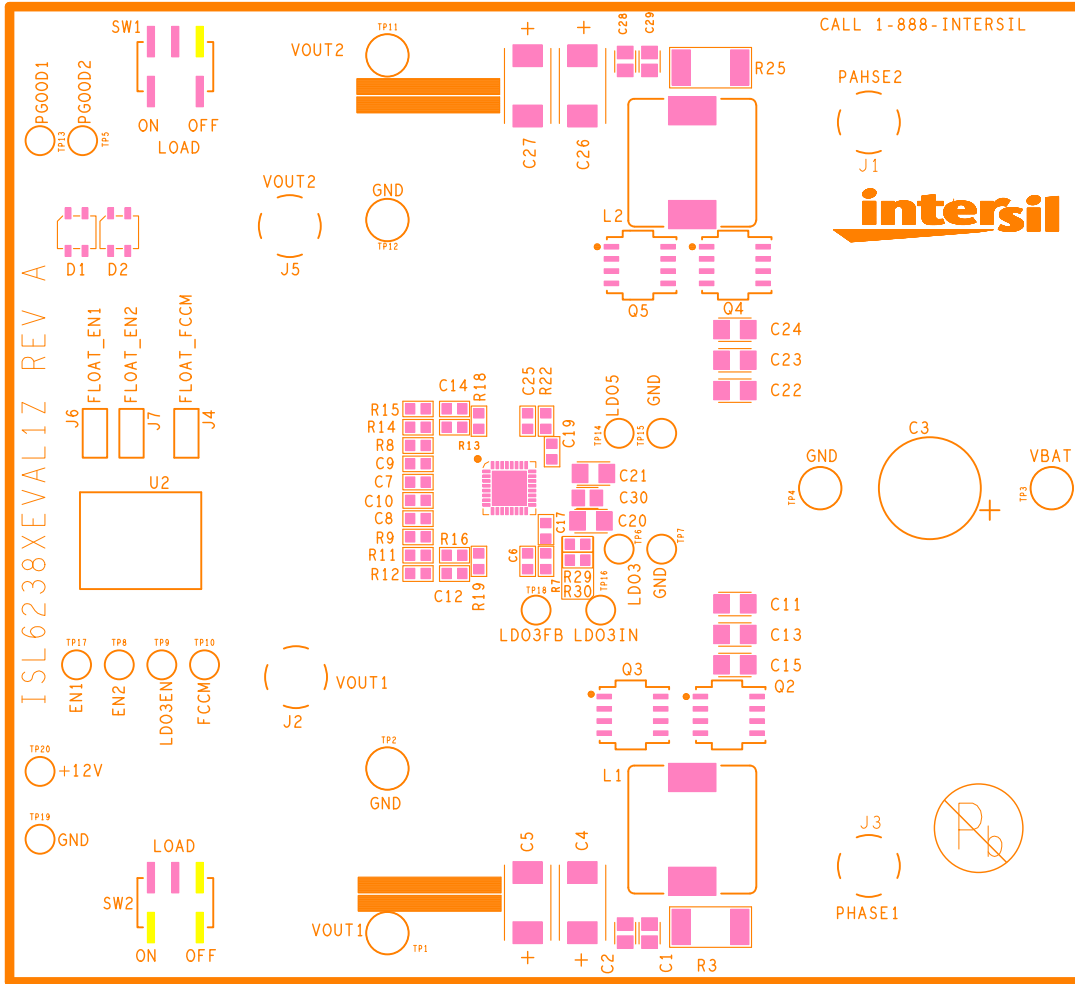 SW1
TP11
VOUT2
+
+
C28
C29
CALL 1-888-INTERSIL
R25
PAHSE2
PGOOD1
PGOOD2
TP13
TP5
ON
OFF
LOAD
C27
C26
J1
VOUT2
GND
TP12
J5
L2
intersil
D1
D2
Q5
Q4
ISL6238XEVAL1Z REV A
FLOAT_EN1
FLOAT_EN2
FLOAT_FCCM
J6
J7
J4
C24
C23
C22
R15
R14
R8
C9
C7
C10
C8
R9
R11
R12
C14
R18
R13
C25
R22
C19
LDO5
GND
TP14
TP15
C21
C30
C20
C17
R16
C12
R19
C6
R7
R29
R30
TP6
TP7
LDO3
GND
TP18
TP16
LDO3FB
LDO3IN
C3
GND
TP4
VBAT
TP3
+
U2
C11
C13
C15
TP17
TP8
TP9
TP10
EN1
EN2
LDO3EN
FCCM
VOUT1
J2
Q3
Q2
TP20
+12V
TP2
GND
L1
TP19
GND
LOAD
SW2
ON
OFF
VOUT1
TP1
C5
C4
+
+
C2
C1
R3
J3
PHASE1
Pb